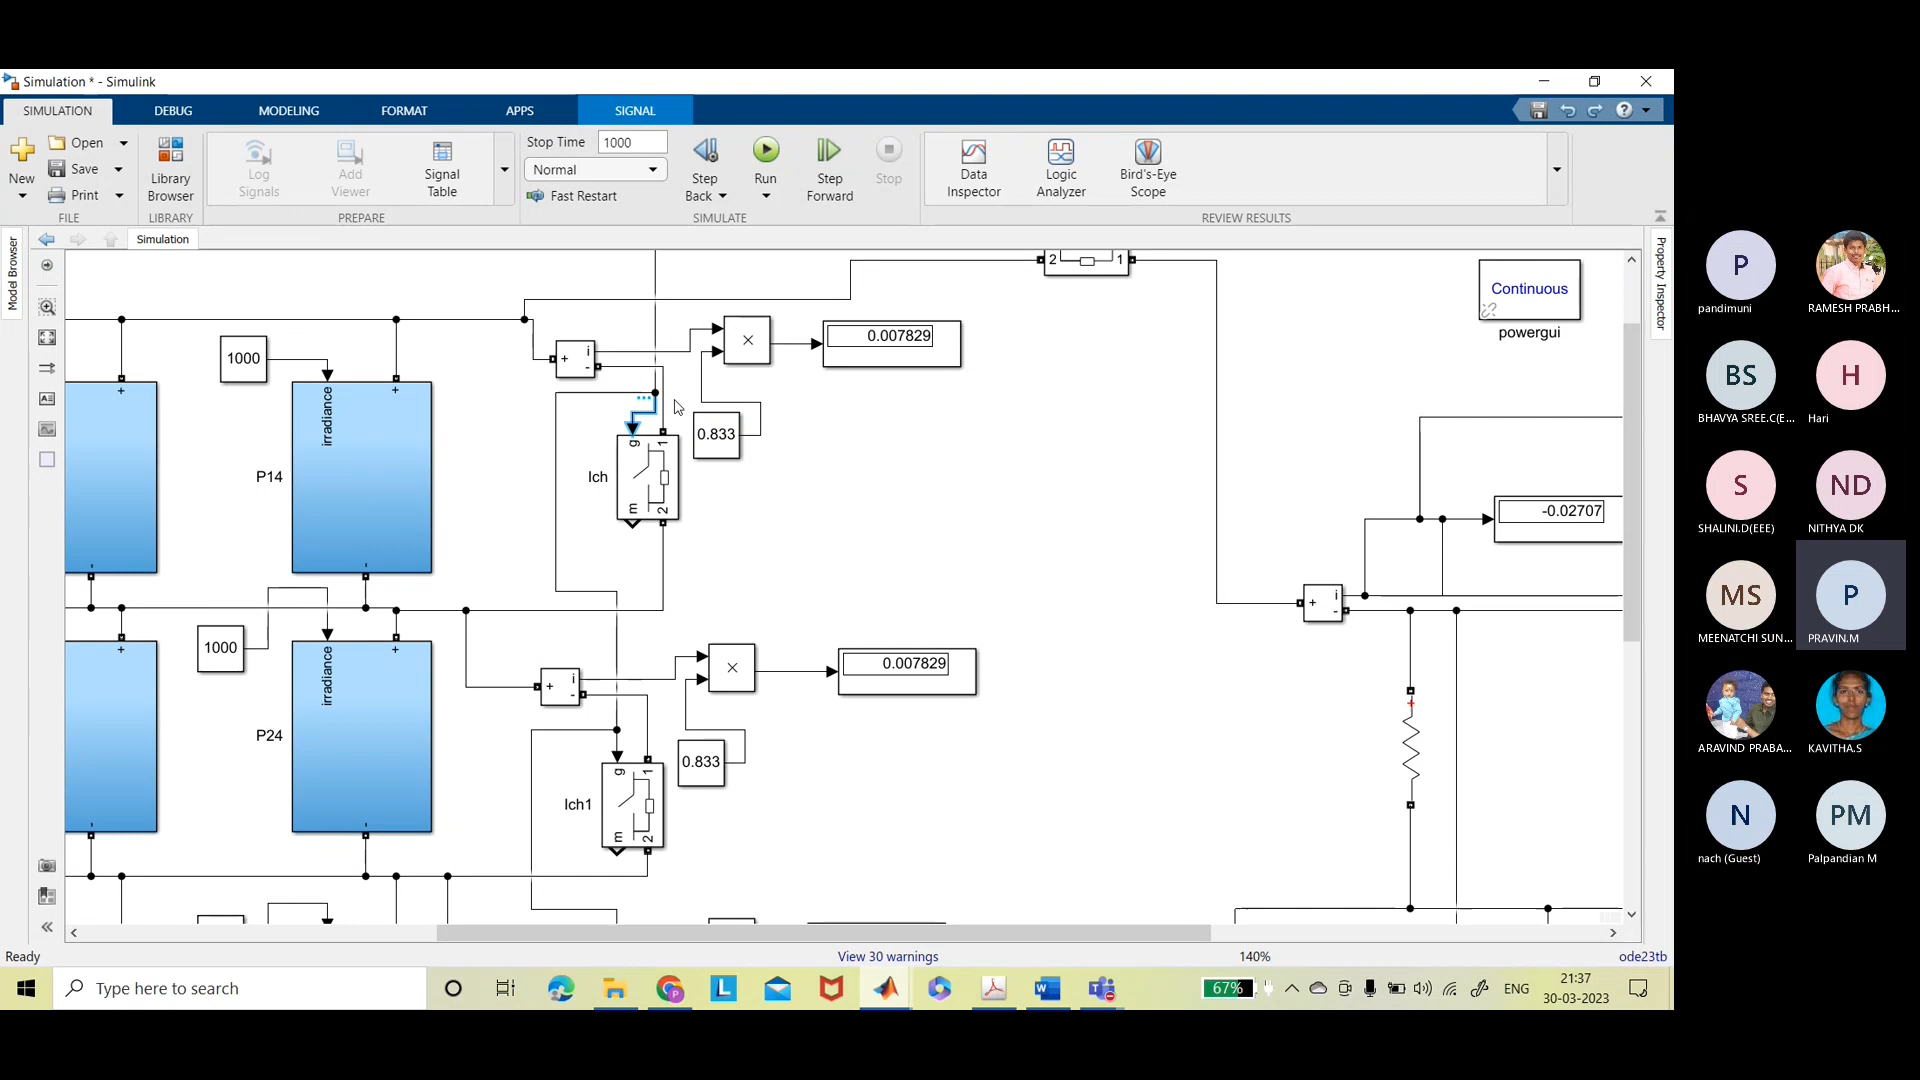 Simulation * - Simulink
SIMULATION DEBUG MODELING FORMAT APPS SIGNAL
New
Open
Save
Print
FILE
Library Browser
LIBRARY
Log Signals
Add Viewer
Signal Table
PREPARE
Stop Time 1000
Normal
Fast Restart
Step Back
Run
Step Forward
Stop
SIMULATE
Data Inspector
Logic Analyzer
Bird's-Eye Scope
REVIEW RESULTS
Model Browser
Simulation
Property Inspector
2 1
Continuous
powergui
1000
irradiance
+
P14
-
+ i -
×
0.007829
0.833
g 1
Ich
m 2
-0.02707
+ i -
1000
irradiance
+
P24
-
+ i -
×
0.007829
0.833
g 1
Ich1
m 2
+
Ready
View 30 warnings
140%
ode23tb
Type here to search
67%
ENG
21:37
30-03-2023
P
pandimuni
RAMESH PRABH...
BS
BHAVYA SREE.C(E...
H
Hari
S
SHALINI.D(EEE)
ND
NITHYA DK
MS
MEENATCHI SUN...
P
PRAVIN.M
ARAVIND PRABA...
KAVITHA.S
N
nach (Guest)
PM
Palpandian M